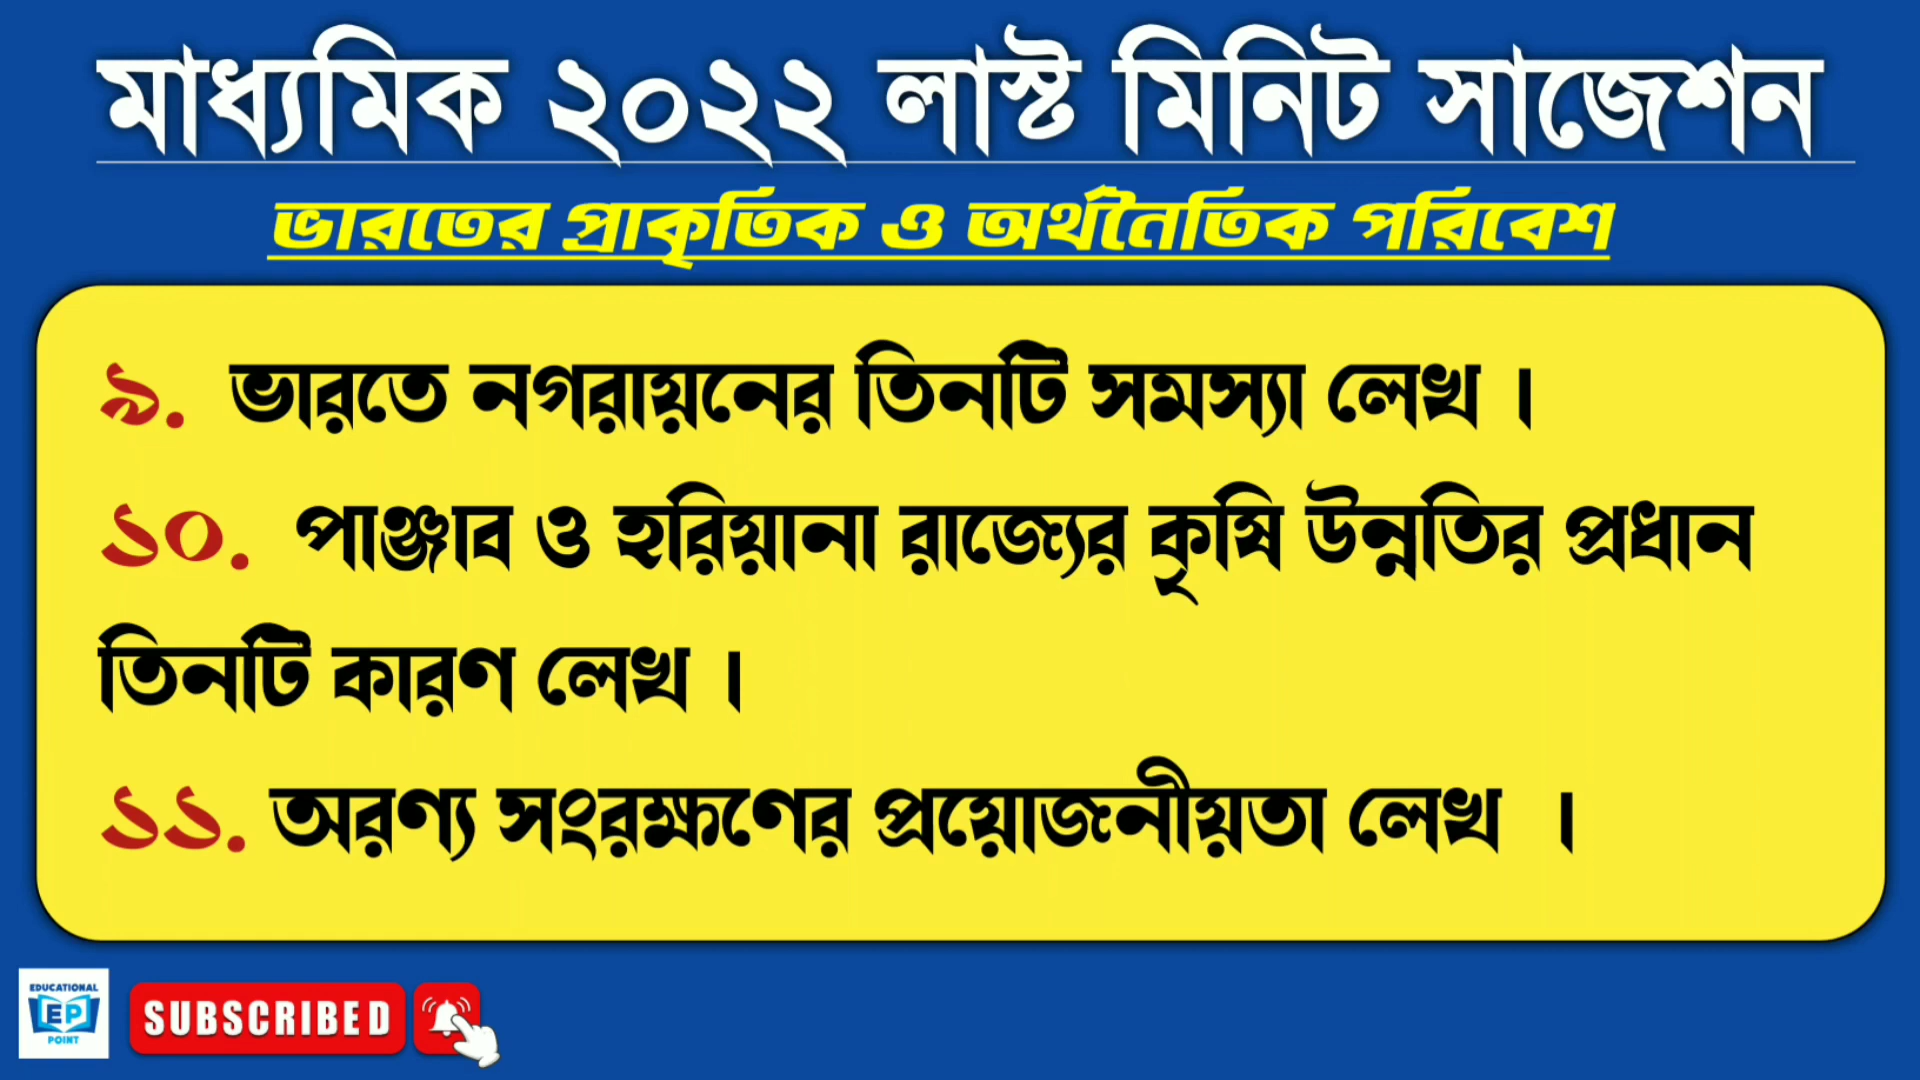 মাধ্যমিক ২০২২ লাস্ট মিনিট সাজেশন
ভারতের প্রাকৃতিক ও অর্থনৈতিক পরিবেশ
৯. ভারতে নগরায়নের তিনটি সমস্যা লেখ ।
১০. পাঞ্জাব ও হরিয়ানা রাজ্যের কৃষি উন্নতির প্রধান
তিনটি কারণ লেখ ।
১১. অরণ্য সংরক্ষণের প্রয়োজনীয়তা লেখ ।
EDUCATIONAL
EP
POINT
SUBSCRIBED